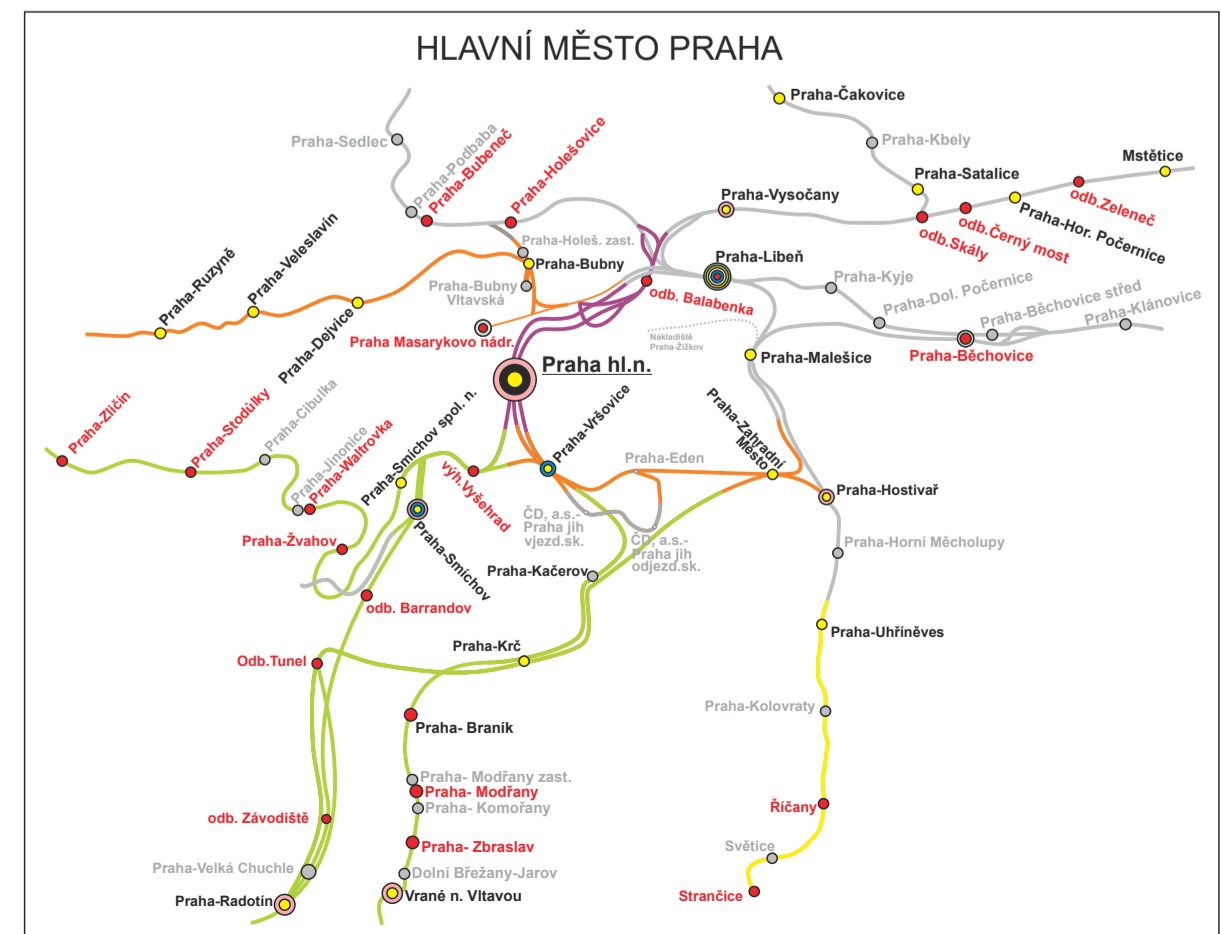 HLAVNÍ MĚSTO PRAHA
Praha-Čakovice
Praha-Sedlec
Praha-Podbaba
Praha-Bubeneč
Praha-Holešovice
Praha-Kbely
Mstětice
Praha-Satalice
Praha-Vysočany
odb.Zeleneč
Praha-Hor. Počernice
odb.Černý most
odb.Skály
Praha-Ruzyně
Praha-Veleslavín
Praha-Dejvice
Praha-Holeš. zast.
Praha-Bubny
Praha-Bubny
Vltavská
Praha-Libeň
odb. Balabenka
Praha-Kyje
Praha-Dol. Počernice
Praha-Běchovice střed
Praha-Klánovice
Praha Masarykovo nádr.
Nákladiště
Praha-Žižkov
Praha-Malešice
Praha-Běchovice
Praha hl.n.
Praha-Zličín
Praha-Stodůlky
Praha-Cibulka
Praha-Jinonice
Praha-Waltrovka
Praha-Smíchov spol. n.
Praha-Vršovice
Praha-Zahradní
Město
Praha-Eden
výh.Vyšehrad
Praha-Hostivař
Praha-Žvahov
Praha-Smíchov
ČD, a.s.-
Praha jih
vjezd.sk.
ČD, a.s.-
Praha jih
odjezd.sk.
Praha-Horní Měcholupy
Praha-Kačerov
odb. Barrandov
Praha-Uhříněves
Praha-Krč
Odb.Tunel
Praha-Kolovraty
Praha- Braník
Praha- Modřany zast.
Praha- Modřany
Praha- Komořany
Říčany
odb. Závodiště
Praha- Zbraslav
Světice
Praha-Velká Chuchle
Dolní Břežany-Jarov
Praha-Radotín
Vrané n. Vltavou
Strančice